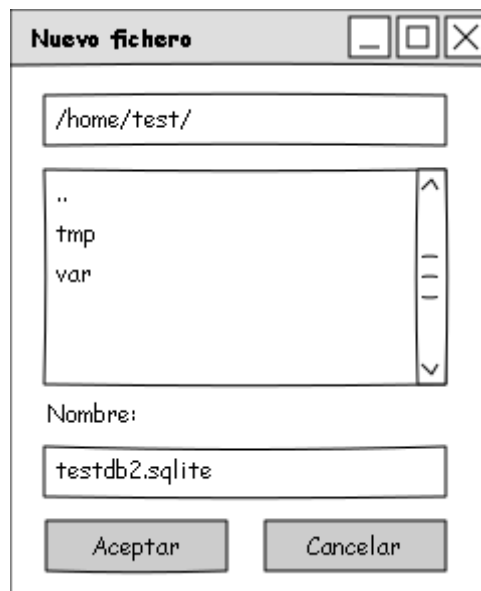 Nuevo fichero
/home/test/
..
tmp
var
Nombre:
testdb2.sqlite
Aceptar
Cancelar